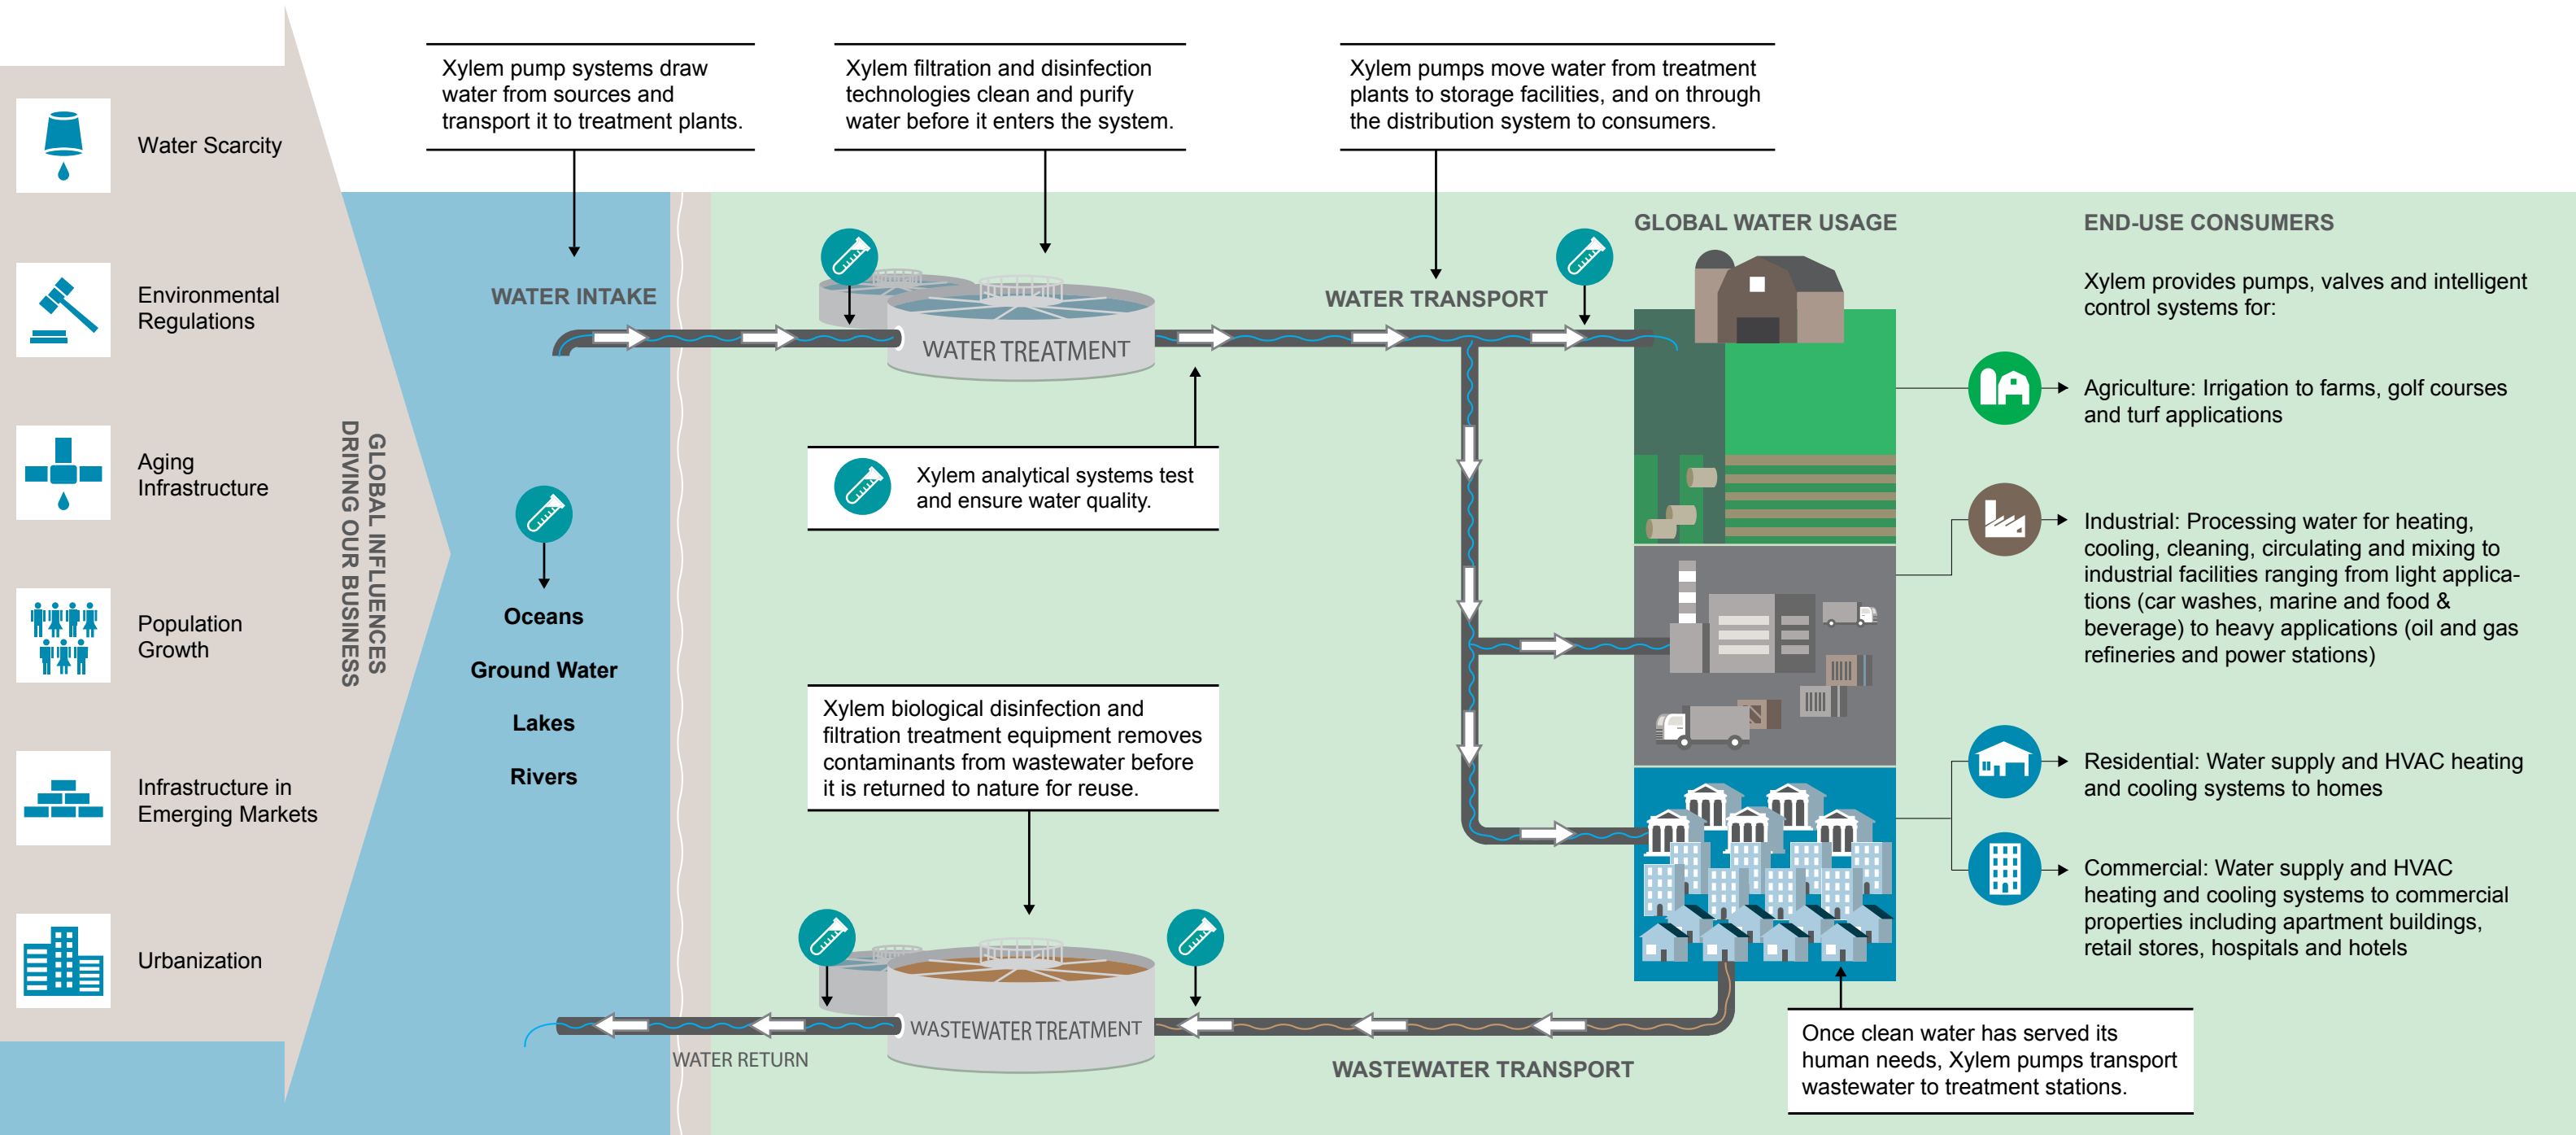 Water Scarcity
Environmental
Regulations
Aging
Infrastructure
Population
Growth
Infrastructure in
Emerging Markets
Urbanization
GLOBAL INFLUENCES
DRIVING OUR BUSINESS
Xylem pump systems draw
water from sources and
transport it to treatment plants.
Xylem filtration and disinfection
technologies clean and purify
water before it enters the system.
Xylem pumps move water from treatment
plants to storage facilities, and on through
the distribution system to consumers.
WATER INTAKE
WATER TREATMENT
WATER TRANSPORT
Xylem analytical systems test
and ensure water quality.
Oceans
Ground Water
Lakes
Rivers
Xylem biological disinfection and
filtration treatment equipment removes
contaminants from wastewater before
it is returned to nature for reuse.
WASTEWATER TREATMENT
WATER RETURN
WASTEWATER TRANSPORT
GLOBAL WATER USAGE
END-USE CONSUMERS
Xylem provides pumps, valves and intelligent
control systems for:
Agriculture: Irrigation to farms, golf courses
and turf applications
Industrial: Processing water for heating,
cooling, cleaning, circulating and mixing to
industrial facilities ranging from light applica-
tions (car washes, marine and food &
beverage) to heavy applications (oil and gas
refineries and power stations)
Residential: Water supply and HVAC heating
and cooling systems to homes
Commercial: Water supply and HVAC
heating and cooling systems to commercial
properties including apartment buildings,
retail stores, hospitals and hotels
Once clean water has served its
human needs, Xylem pumps transport
wastewater to treatment stations.